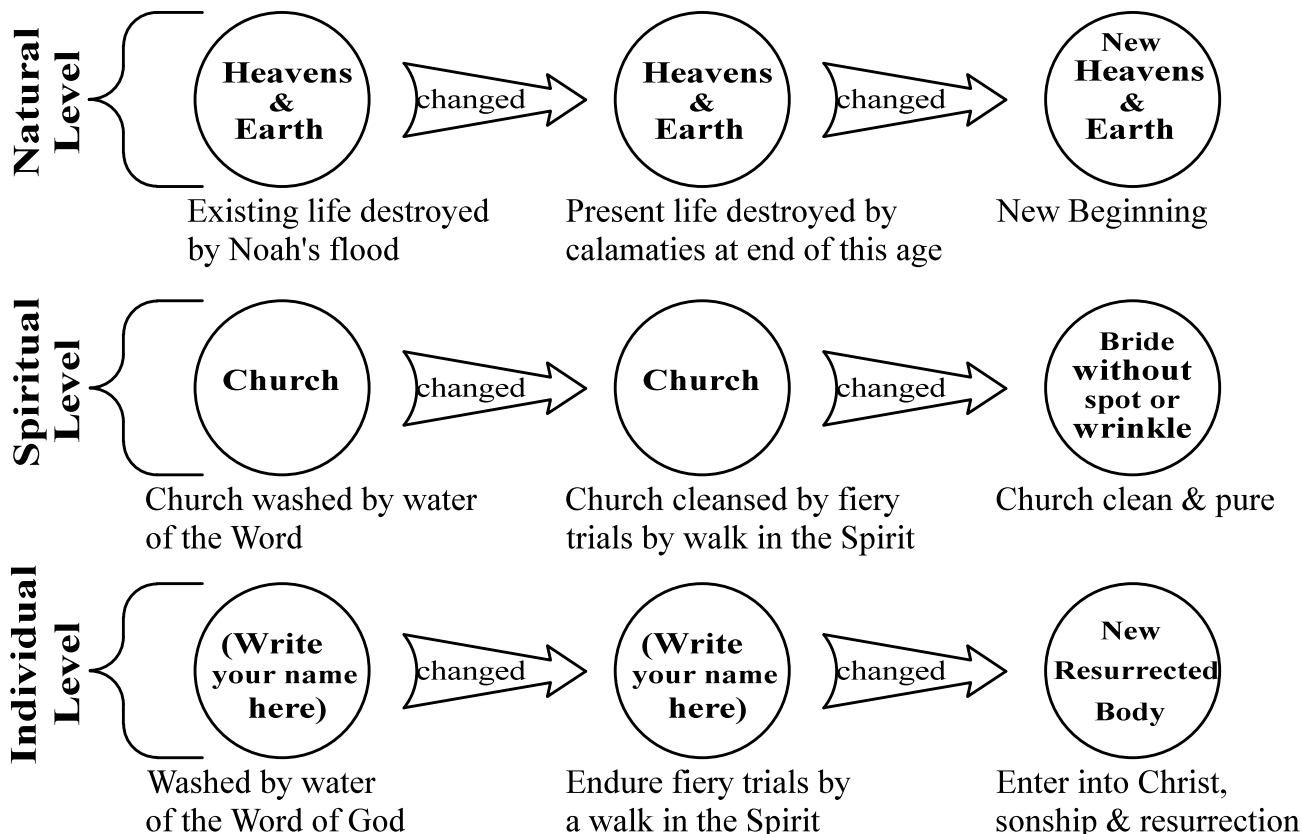 Natural
Level
Heavens
&
Earth
changed
Heavens
&
Earth
changed
New
Heavens
&
Earth
Existing life destroyed
by Noah's flood
Present life destroyed by
calamaties at end of this age
New Beginning
Spiritual
Level
Church
changed
Church
changed
Bride
without
spot or
wrinkle
Church washed by water
of the Word
Church cleansed by fiery
trials by walk in the Spirit
Church clean & pure
Individual
Level
(Write
your name
here)
changed
(Write
your name
here)
changed
New
Resurrected
Body
Washed by water
of the Word of God
Endure fiery trials by
a walk in the Spirit
Enter into Christ,
sonship & resurrection